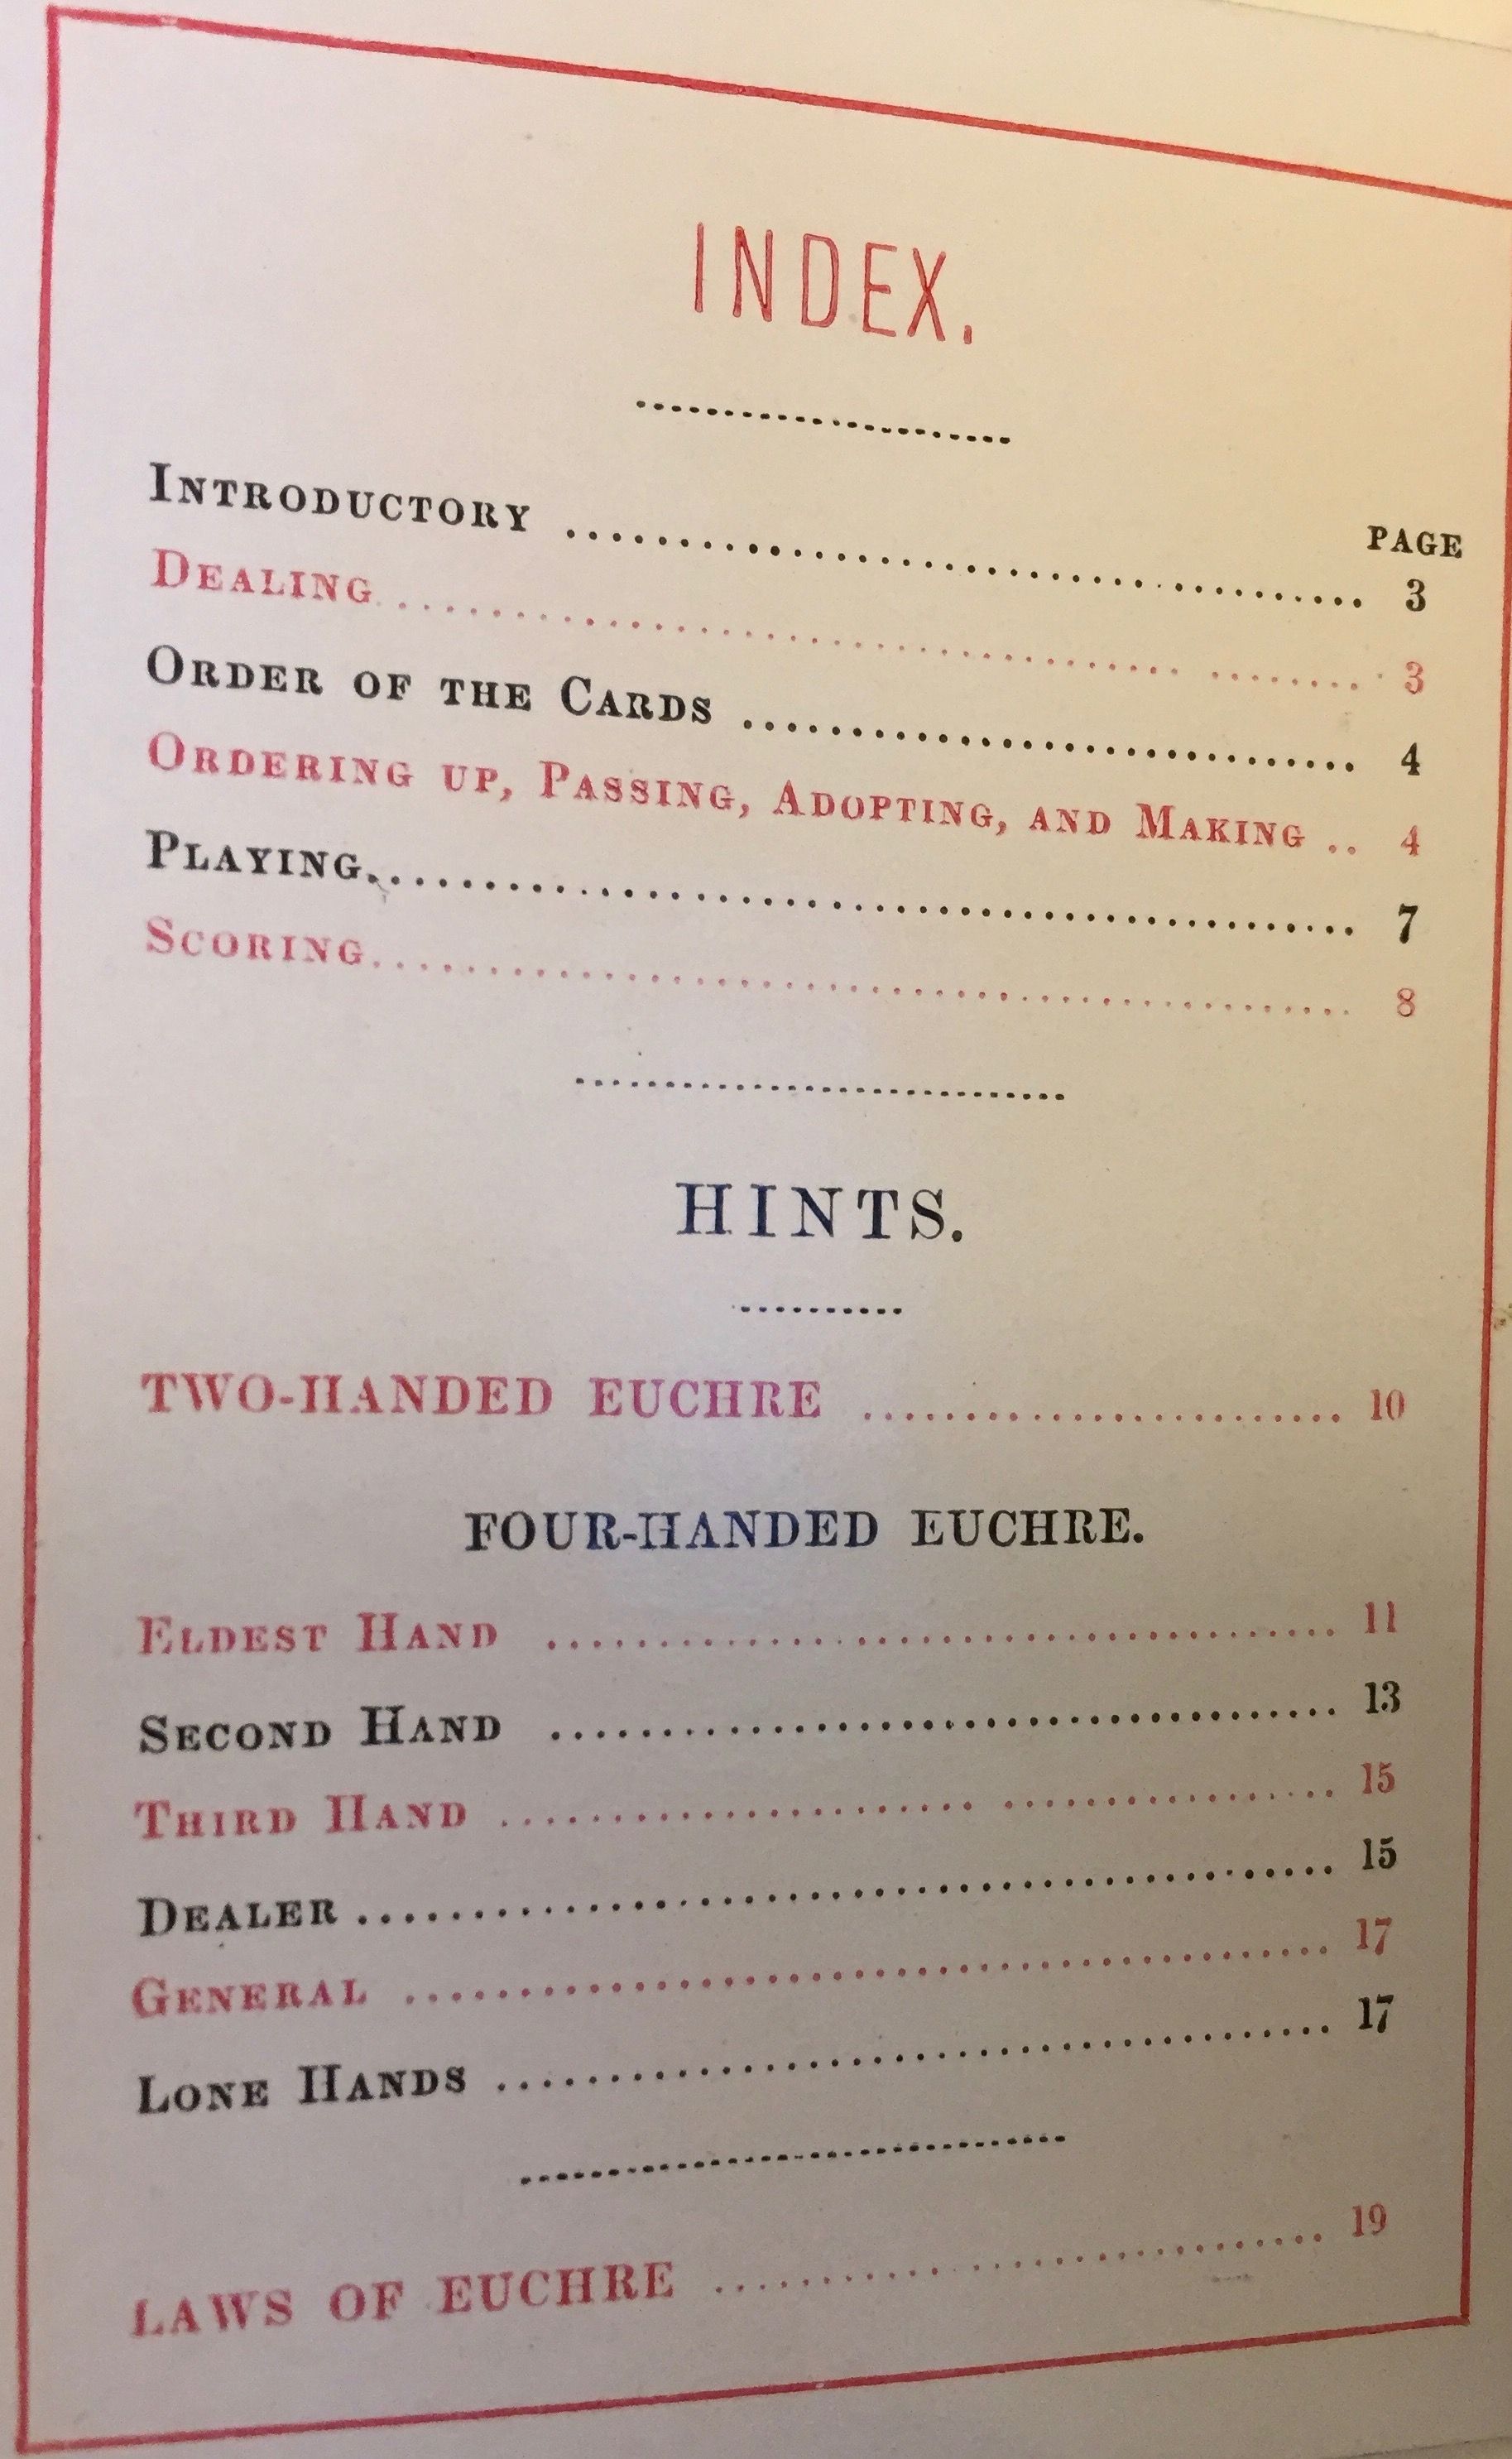 INDEX.
PAGE
INTRODUCTORY ........................................ 3
DEALING ........................................ 3
ORDER OF THE CARDS ........................................ 4
ORDERING UP, PASSING, ADOPTING, AND MAKING .. 4
PLAYING ........................................ 7
SCORING ........................................ 8
HINTS.
TWO-HANDED EUCHRE ........................ 10
FOUR-HANDED EUCHRE.
ELDEST HAND ........................................ 11
SECOND HAND ........................................ 13
THIRD HAND ........................................ 15
DEALER ........................................ 15
GENERAL ........................................ 17
LONE HANDS ........................................ 17
LAWS OF EUCHRE ........................................ 19